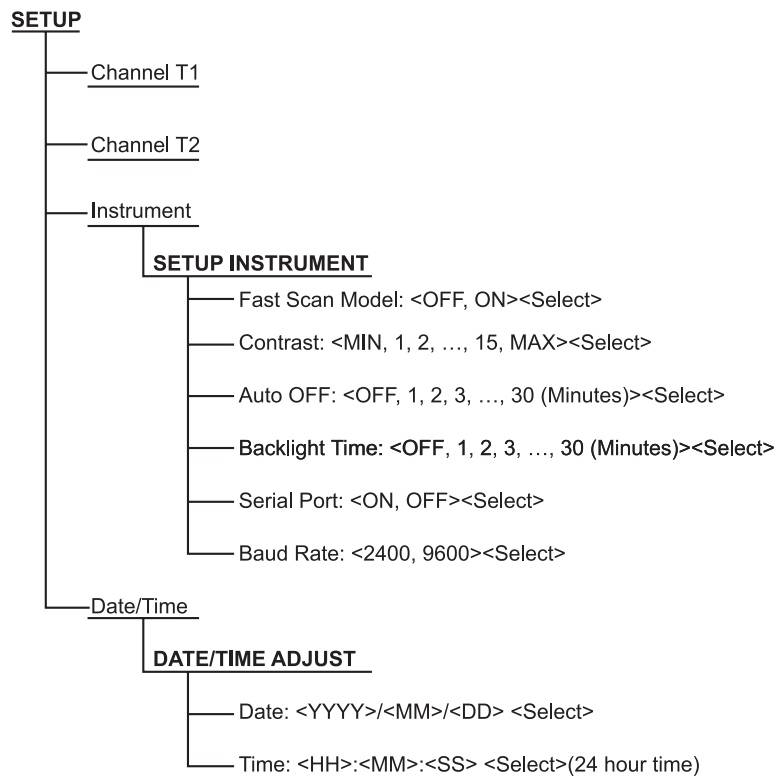 SETUP
Channel T1
Channel T2
Instrument
SETUP INSTRUMENT
Fast Scan Model: <OFF, ON><Select>
Contrast: <MIN, 1, 2, …, 15, MAX><Select>
Auto OFF: <OFF, 1, 2, 3, …, 30 (Minutes)><Select>
Backlight Time: <OFF, 1, 2, 3, …, 30 (Minutes)><Select>
Serial Port: <ON, OFF><Select>
Baud Rate: <2400, 9600><Select>
Date/Time
DATE/TIME ADJUST
Date: <YYYY>/<MM>/<DD> <Select>
Time: <HH>:<MM>:<SS> <Select>(24 hour time)